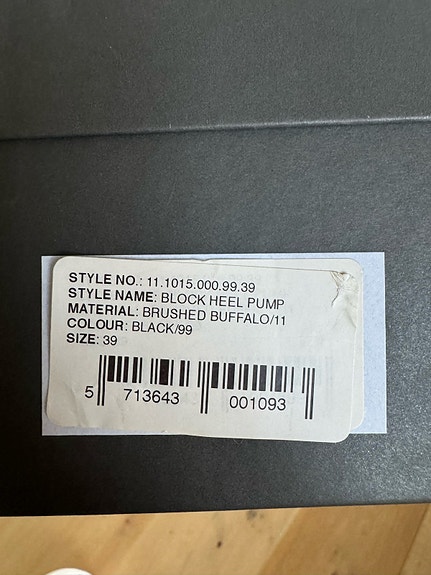 STYLE NO.: 11.1015.000.99.39
STYLE NAME: BLOCK HEEL PUMP
MATERIAL: BRUSHED BUFFALO/11
COLOUR: BLACK/99
SIZE: 39
5 713643 001093